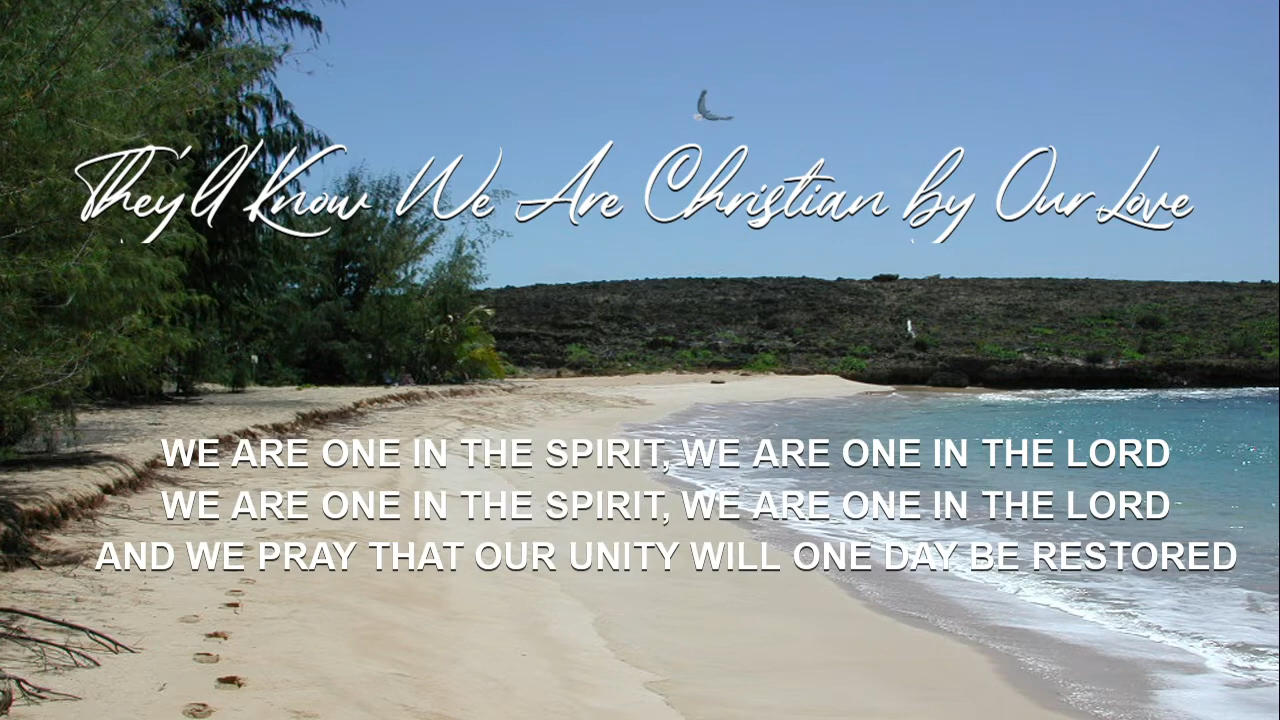 They'll Know We Are Christian by Our Love
WE ARE ONE IN THE SPIRIT, WE ARE ONE IN THE LORD
WE ARE ONE IN THE SPIRIT, WE ARE ONE IN THE LORD
AND WE PRAY THAT OUR UNITY WILL ONE DAY BE RESTORED